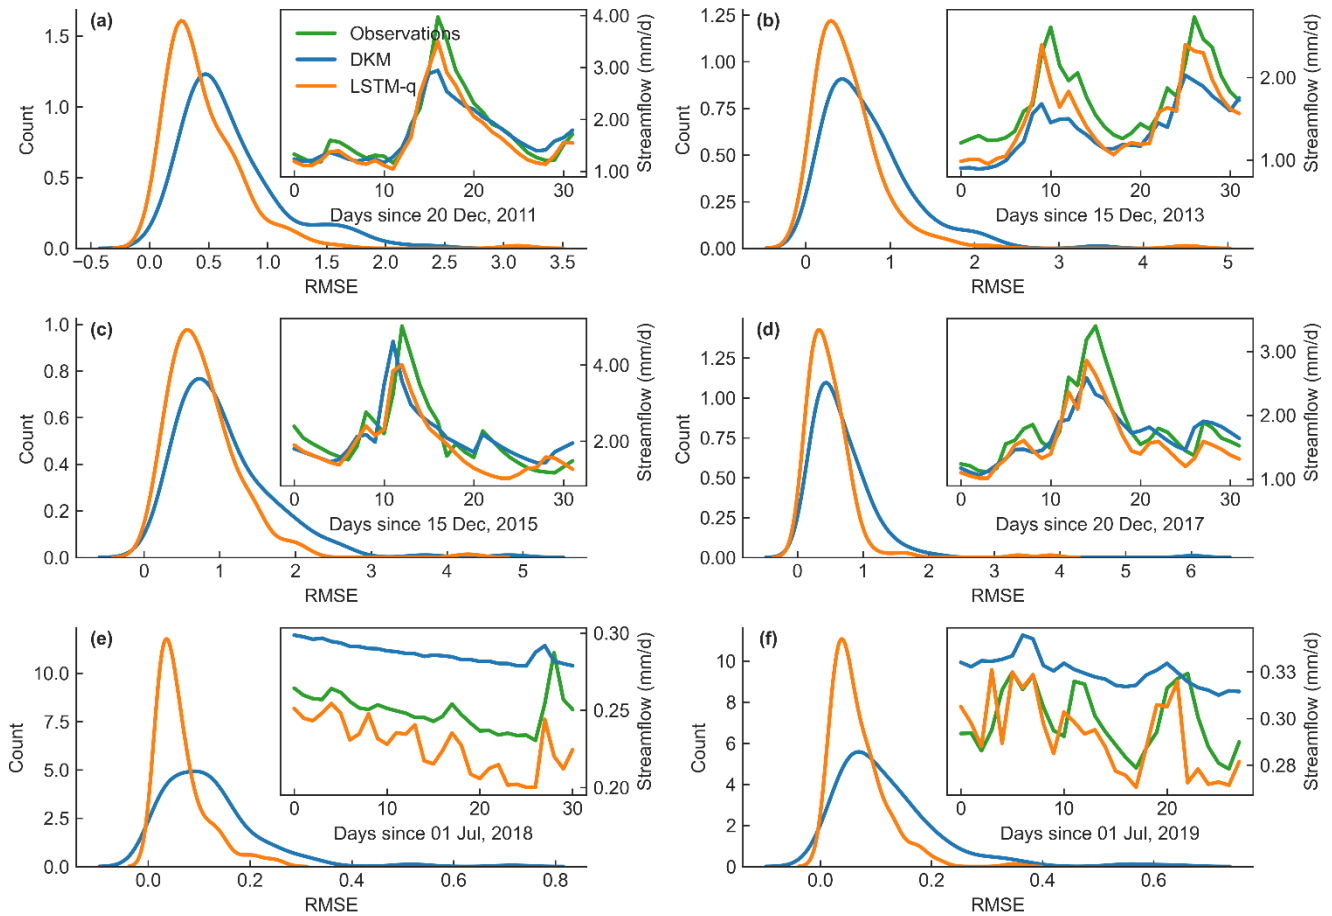 (a)
Observations
DKM
LSTM-q
1.5
1.0
0.5
0.0
Count
−0.5 0.0 0.5 1.0 1.5 2.0 2.5 3.0 3.5
RMSE
4.00
3.00
2.00
1.00
Streamflow (mm/d)
0 10 20 30
Days since 20 Dec, 2011
(b)
1.25
1.00
0.75
0.50
0.25
0.00
Count
0 1 2 3 4 5
RMSE
2.00
1.00
Streamflow (mm/d)
0 10 20 30
Days since 15 Dec, 2013
(c)
1.0
0.8
0.6
0.4
0.2
0.0
Count
0 1 2 3 4 5
RMSE
4.00
2.00
Streamflow (mm/d)
0 10 20 30
Days since 15 Dec, 2015
(d)
1.25
1.00
0.75
0.50
0.25
0.00
Count
0 1 2 3 4 5 6
RMSE
3.00
2.00
1.00
Streamflow (mm/d)
0 10 20 30
Days since 20 Dec, 2017
(e)
10.0
7.5
5.0
2.5
0.0
Count
0.0 0.2 0.4 0.6 0.8
RMSE
0.30
0.25
0.20
Streamflow (mm/d)
0 10 20 30
Days since 01 Jul, 2018
(f)
10
8
6
4
2
0
Count
0.0 0.2 0.4 0.6
RMSE
0.33
0.30
0.28
Streamflow (mm/d)
0 10 20
Days since 01 Jul, 2019